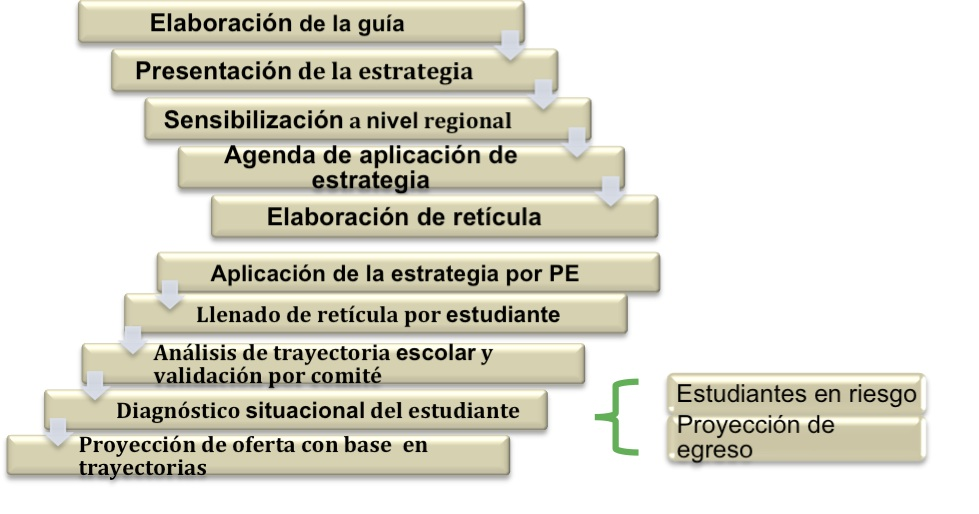 Elaboración de la guía
Presentación de la estrategia
Sensibilización a nivel regional
Agenda de aplicación de
estrategia
Elaboración de retícula
Aplicación de la estrategia por PE
Llenado de retícula por estudiante
Análisis de trayectoria escolar y
validación por comité
Diagnóstico situacional del estudiante
Proyección de oferta con base en
trayectorias
Estudiantes en riesgo
Proyección de
egreso